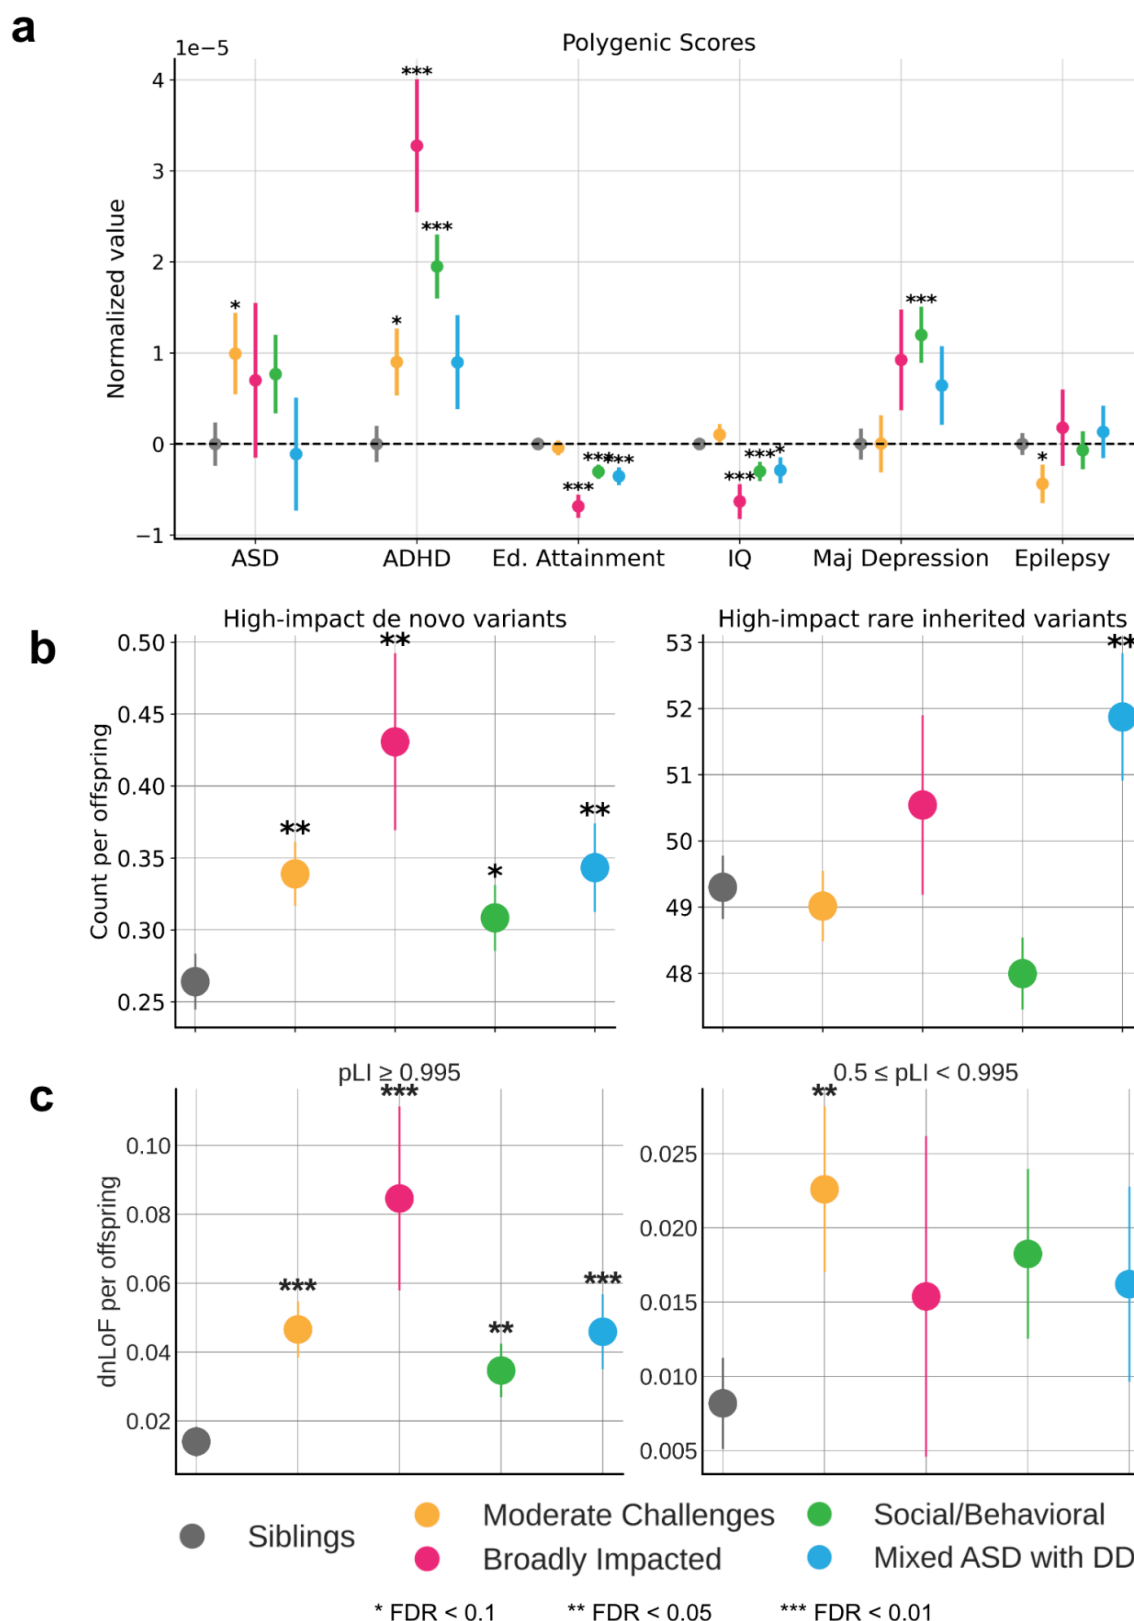 a
Polygenic Scores
1e−5
Normalized value
4
3
2
1
0
−1
***
***
*
*
***
***
***
***
***
*
***
***
*
ASD
ADHD
Ed. Attainment
IQ
Maj Depression
Epilepsy
b
High-impact de novo variants
Count per offspring
0.50
0.45
0.40
0.35
0.30
0.25
**
**
*
**
High-impact rare inherited variants
53
52
51
50
49
48
**
c
pLI ≥ 0.995
dnLoF per offspring
0.10
0.08
0.06
0.04
0.02
***
***
**
***
0.5 ≤ pLI < 0.995
0.025
0.020
0.015
0.010
0.005
**
Siblings
Moderate Challenges
Broadly Impacted
Social/Behavioral
Mixed ASD with DD
* FDR < 0.1
** FDR < 0.05
*** FDR < 0.01